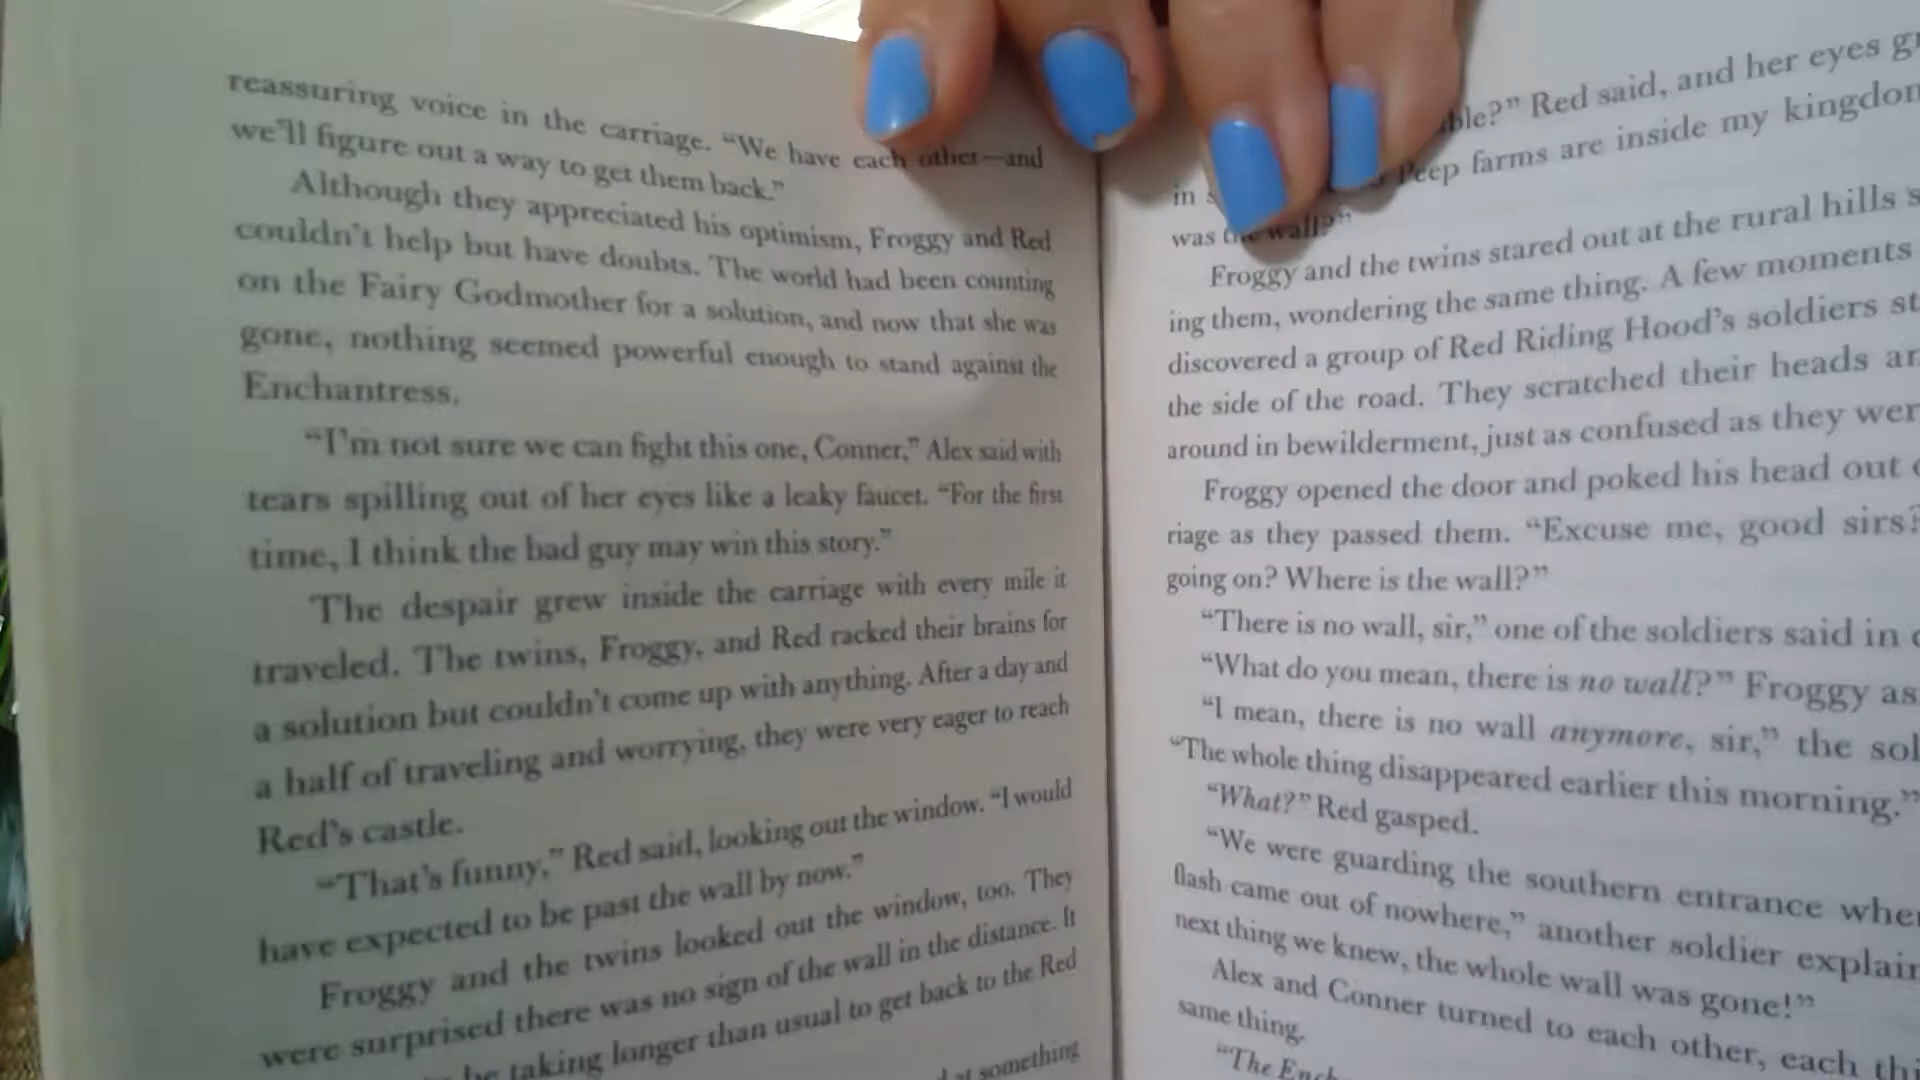 reassuring voice in the carriage. “We have each other—and
we’ll figure out a way to get them back.”
Although they appreciated his optimism, Froggy and Red
couldn’t help but have doubts. The world had been counting
on the Fairy Godmother for a solution, and now that she was
gone, nothing seemed powerful enough to stand against the
Enchantress.
“I’m not sure we can fight this one, Conner,” Alex said with
tears spilling out of her eyes like a leaky faucet. “For the first
time, I think the bad guy may win this story.”
The despair grew inside the carriage with every mile it
traveled. The twins, Froggy, and Red racked their brains for
a solution but couldn’t come up with anything. After a day and
a half of traveling and worrying, they were very eager to reach
Red’s castle.
“That’s funny,” Red said, looking out the window. “I would
have expected to be past the wall by now.”
Froggy and the twins looked out the window, too. They
were surprised there was no sign of the wall in the distance. It
be taking longer than usual to get back to the Red
at something
Red said, and her eyes
in
Peep farms are inside my
was the wall?”
Froggy and the twins stared out at the rural hills
ing them, wondering the same thing. A few moments
discovered a group of Red Riding Hood’s soldiers
the side of the road. They scratched their heads
around in bewilderment, just as confused as they
Froggy opened the door and poked his head out
riage as they passed them. “Excuse me, good sirs?
going on? Where is the wall?”
“There is no wall, sir,” one of the soldiers said in
“What do you mean, there is no wall?” Froggy
“I mean, there is no wall anymore, sir,” the
“The whole thing disappeared earlier this morning.”
“What?” Red gasped.
“We were guarding the southern entrance
flash came out of nowhere,” another soldier
next thing we knew, the whole wall was gone!”
Alex and Conner turned to each other, each
same thing.
“The